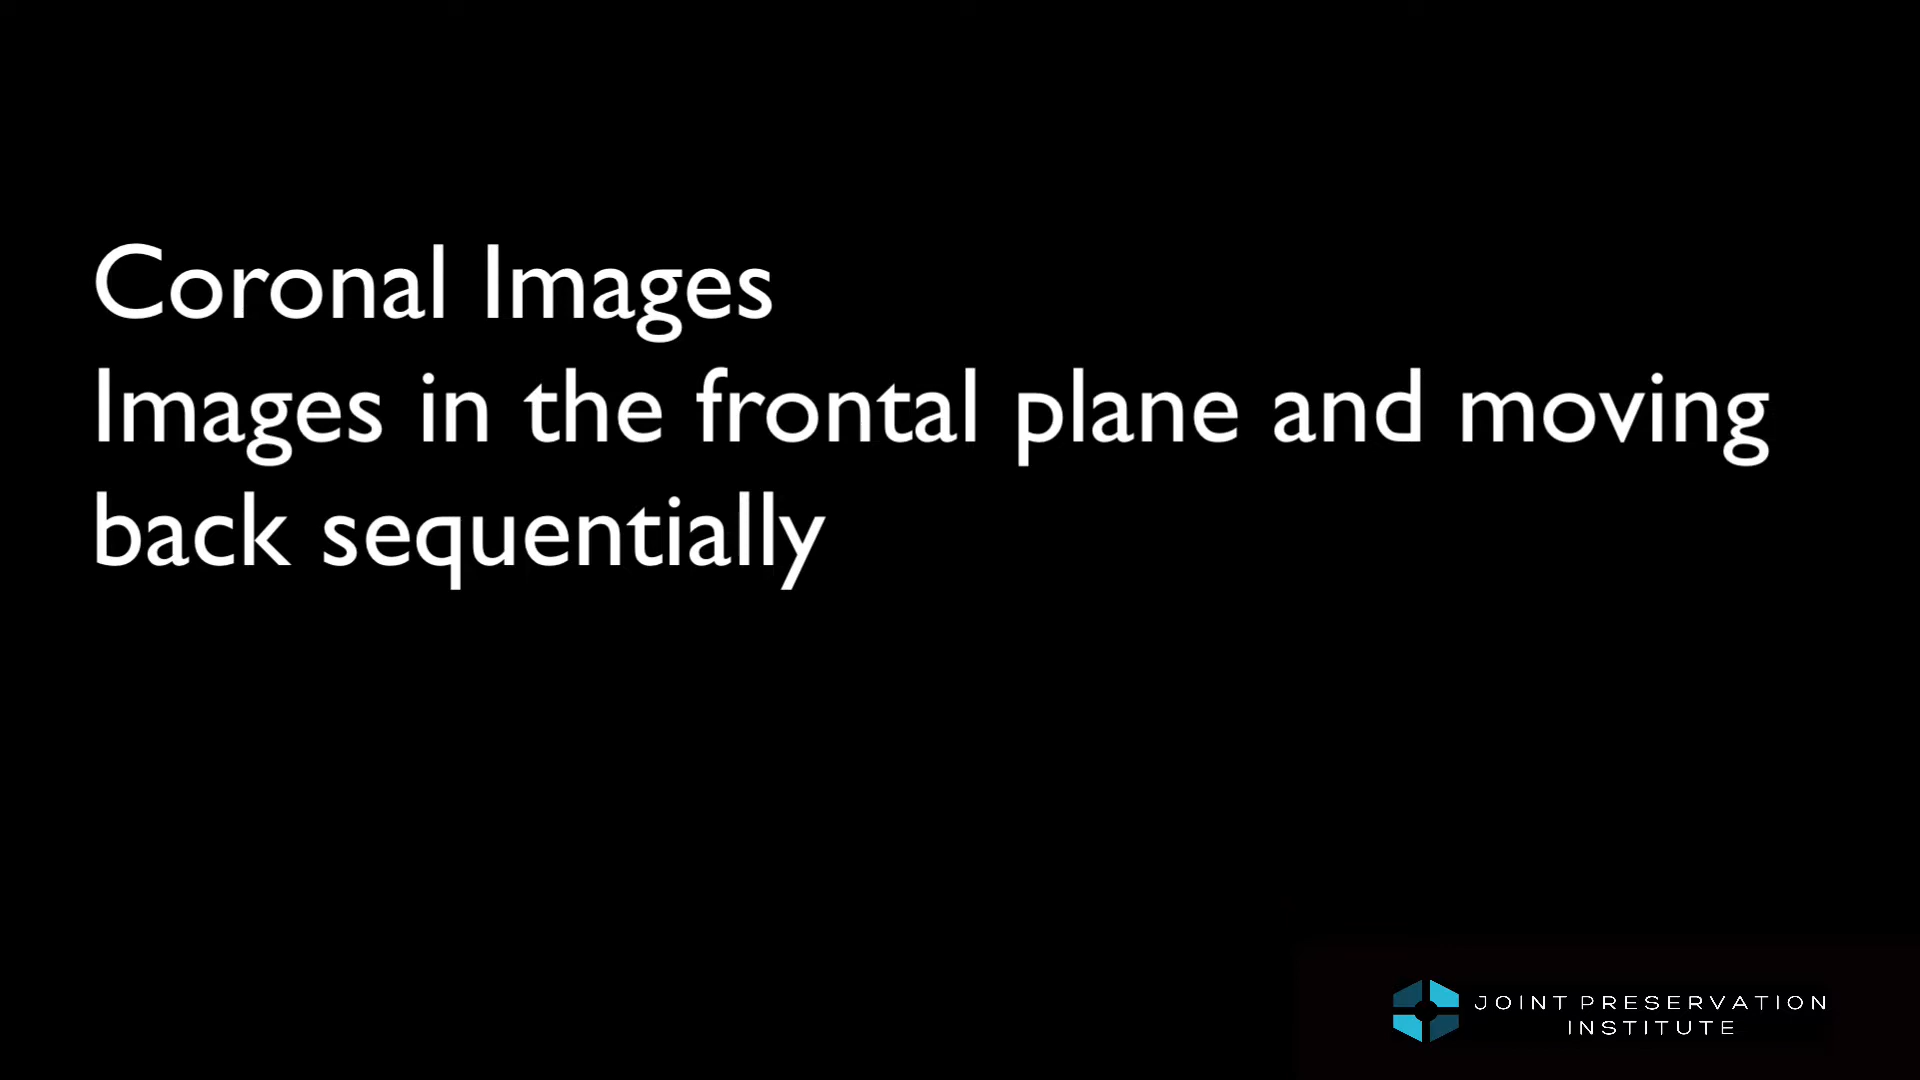 Coronal Images
Images in the frontal plane and moving
back sequentially
JOINT PRESERVATION
INSTITUTE